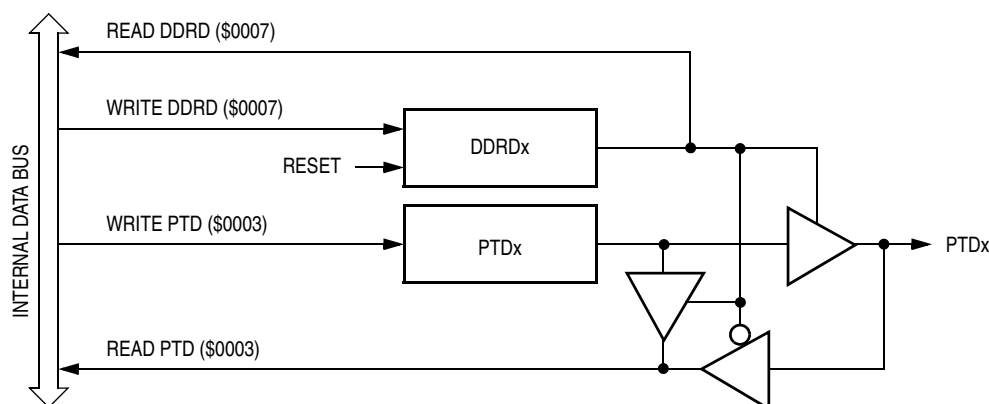 READ DDRD ($0007)
WRITE DDRD ($0007)
DDRDx
RESET
INTERNAL DATA BUS
WRITE PTD ($0003)
PTDx
PTDx
READ PTD ($0003)